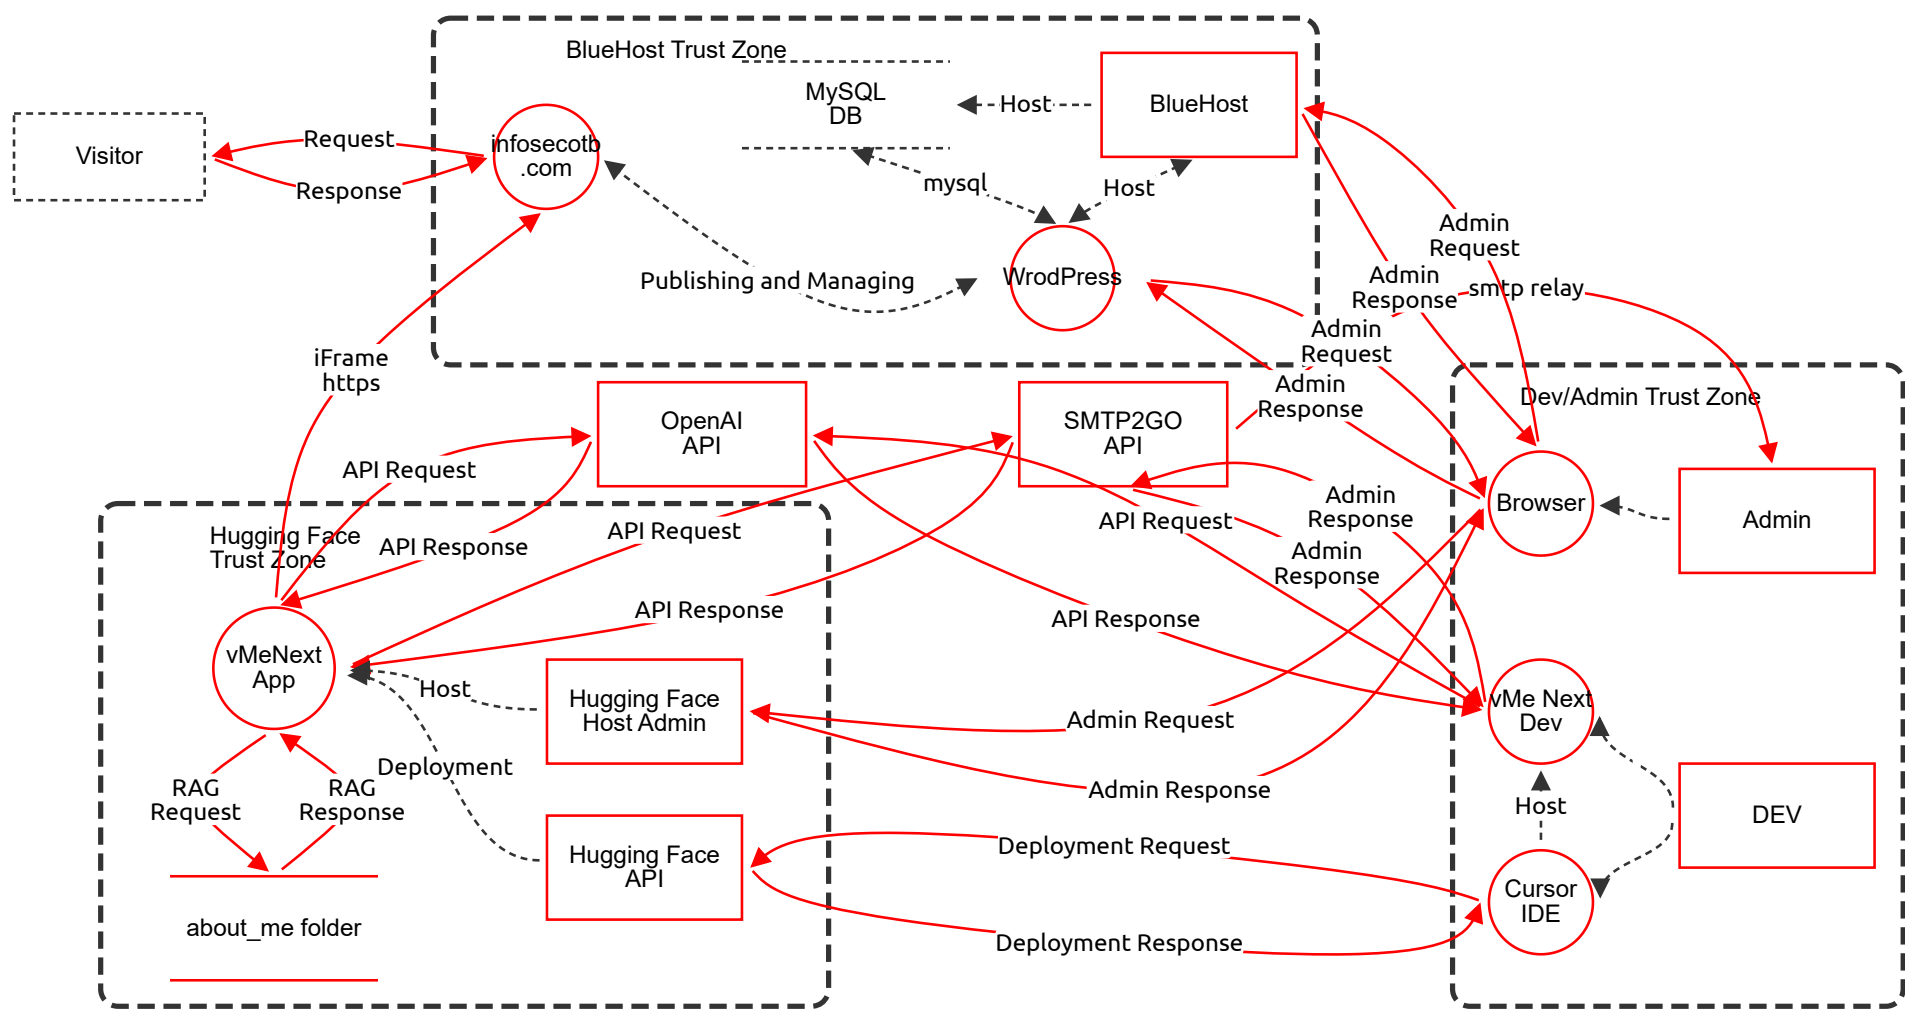 BlueHost Trust Zone
MySQL
DB
Host
BlueHost
Visitor
Request
Response
infosecotb
.com
mysql
Host
Publishing and Managing
WrodPress
Admin
Request
Admin
Response
smtp relay
Admin
Request
Admin
Response
iFrame
https
OpenAI
API
SMTP2GO
API
Dev/Admin Trust Zone
API Request
Hugging Face
Trust Zone
API Response
API Request
API Request
Admin
Response
Admin
Response
Browser
Admin
API Response
API Response
vMeNext
App
Host
Hugging Face
Host Admin
Admin Request
vMe Next
Dev
Deployment
RAG
Request
RAG
Response
Admin Response
Host
DEV
Hugging Face
API
Deployment Request
Cursor
IDE
about_me folder
Deployment Response